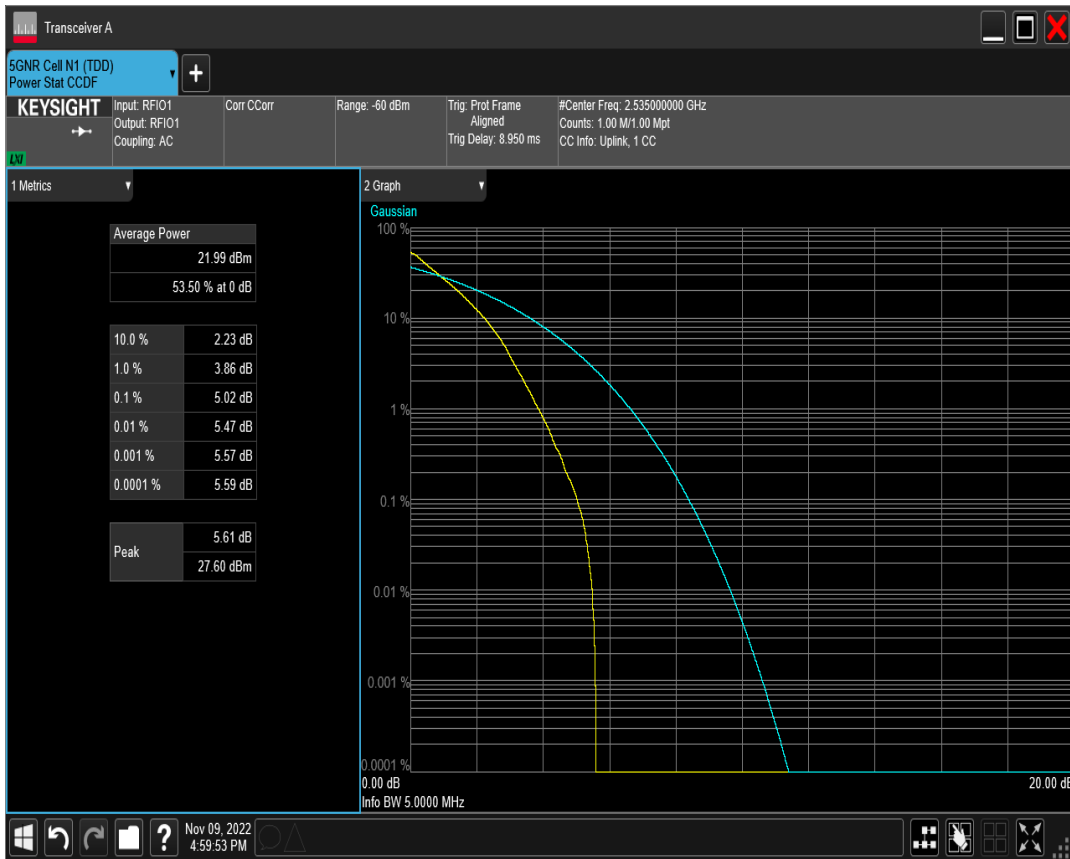 Transceiver A
5GNR Cell N1 (TDD)
Power Stat CCDF
+
KEYSIGHT
LXI
Input: RFIO1
Output: RFIO1
Coupling: AC
Corr CCorr
Range: -60 dBm
Trig: Prot Frame
Aligned
Trig Delay: 8.950 ms
#Center Freq: 2.535000000 GHz
Counts: 1.00 M/1.00 Mpt
CC Info: Uplink, 1 CC
1 Metrics
Average Power
21.99 dBm
53.50 % at 0 dB
10.0 % 2.23 dB
1.0 % 3.86 dB
0.1 % 5.02 dB
0.01 % 5.47 dB
0.001 % 5.57 dB
0.0001 % 5.59 dB
Peak
5.61 dB
27.60 dBm
2 Graph
Gaussian
100 %
10 %
1 %
0.1 %
0.01 %
0.001 %
0.0001 %
0.00 dB
20.00 dB
Info BW 5.0000 MHz
?
Nov 09, 2022
4:59:53 PM